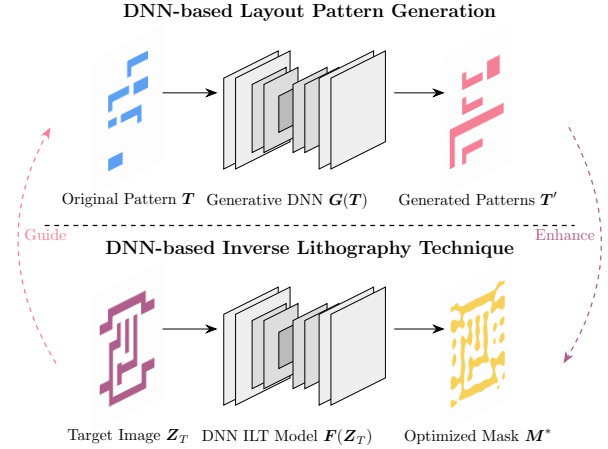 DNN-based Layout Pattern Generation
Original Pattern T
Generative DNN G(T)
Generated Patterns T′
Guide
Enhance
DNN-based Inverse Lithography Technique
Target Image Z_T
DNN ILT Model F(Z_T)
Optimized Mask M*